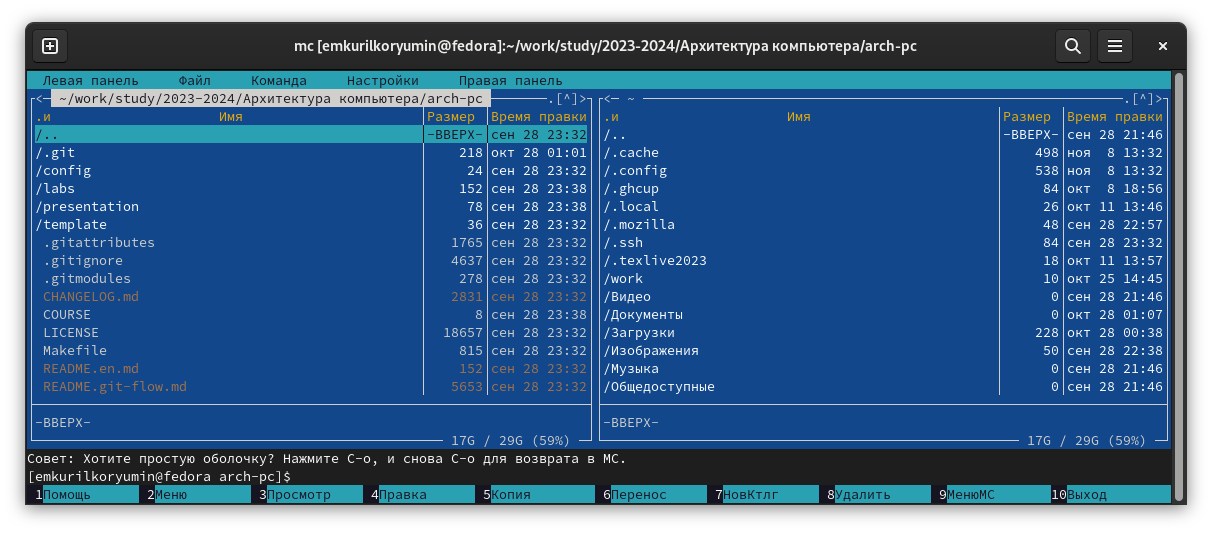 mc [emkurilkoryumin@fedora]:~/work/study/2023-2024/Архитектура компьютера/arch-pc
Левая панель Файл Команда Настройки Правая панель
<— ~/work/study/2023-2024/Архитектура компьютера/arch-pc .[^]> <— ~ .[^]>
.и Имя Размер Время правки .и Имя Размер Время правки
/.. -ВВЕРХ- сен 28 23:32 /.. -ВВЕРХ- сен 28 21:46
/.git 218 окт 28 01:01 /.cache 498 ноя 8 13:32
/config 24 сен 28 23:32 /.config 538 ноя 8 13:32
/labs 152 сен 28 23:38 /.ghcup 84 окт 8 18:56
/presentation 78 сен 28 23:38 /.local 26 окт 11 13:46
/template 36 сен 28 23:32 /.mozilla 48 сен 28 22:57
.gitattributes 1765 сен 28 23:32 /.ssh 84 сен 28 23:32
.gitignore 4637 сен 28 23:32 /.texlive2023 18 окт 11 13:57
.gitmodules 278 сен 28 23:32 /work 10 окт 25 14:45
CHANGELOG.md 2831 сен 28 23:32 /Видео 0 сен 28 21:46
COURSE 8 сен 28 23:38 /Документы 0 окт 28 01:07
LICENSE 18657 сен 28 23:32 /Загрузки 228 окт 28 00:38
Makefile 815 сен 28 23:32 /Изображения 50 сен 28 22:38
README.en.md 152 сен 28 23:32 /Музыка 0 сен 28 21:46
README.git-flow.md 5653 сен 28 23:32 /Общедоступные 0 сен 28 21:46
-ВВЕРХ- -ВВЕРХ-
17G / 29G (59%) 17G / 29G (59%)
Совет: Хотите простую оболочку? Нажмите C-o, и снова C-o для возврата в МС.
[emkurilkoryumin@fedora arch-pc]$
1Помощь 2Меню 3Просмотр 4Правка 5Копия 6Перенос 7НовКтлг 8Удалить 9МенюМС 10Выход